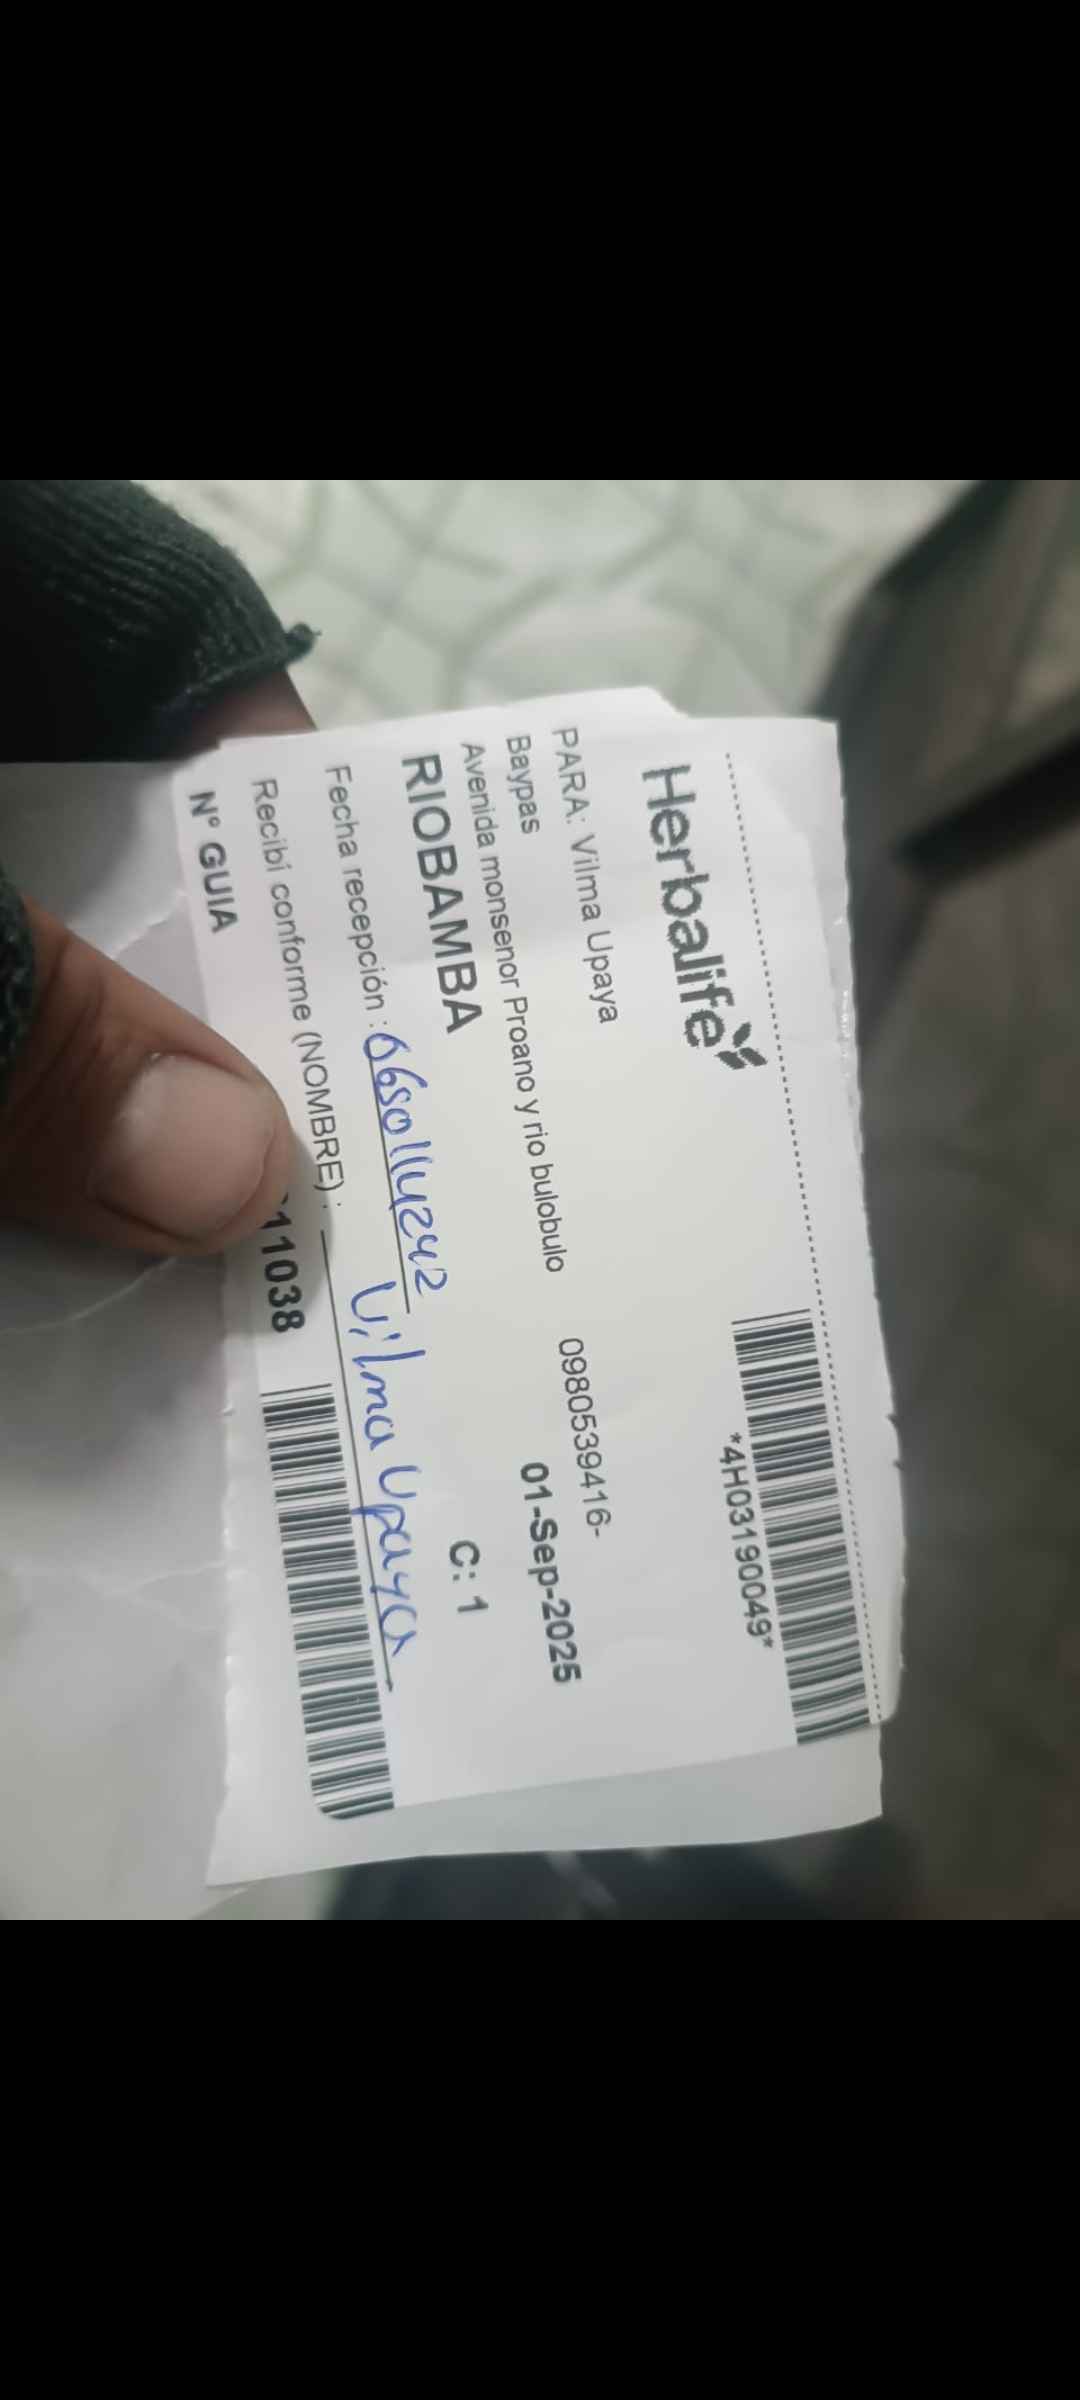 Herbalife
*4H03190049*
PARA: Vilma Upaya
0980539416-
Baypas
01-Sep-2025
Avenida monsenor Proano y rio bulobulo
RIOBAMBA
C: 1
Fecha recepción :
Recibí conforme (NOMBRE) : Vilma Upaya
Nº GUIA
11038